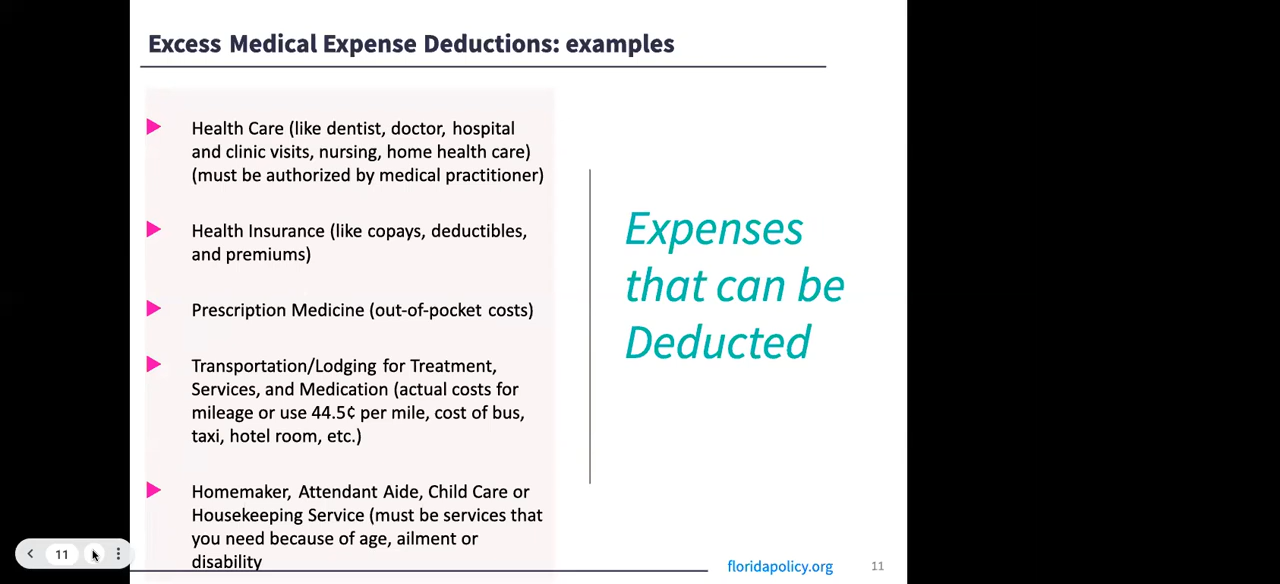 Excess Medical Expense Deductions: examples
Health Care (like dentist, doctor, hospital
and clinic visits, nursing, home health care)
(must be authorized by medical practitioner)
Health Insurance (like copays, deductibles,
and premiums)
Prescription Medicine (out-of-pocket costs)
Transportation/Lodging for Treatment,
Services, and Medication (actual costs for
mileage or use 44.5¢ per mile, cost of bus,
taxi, hotel room, etc.)
Homemaker, Attendant Aide, Child Care or
Housekeeping Service (must be services that
you need because of age, ailment or
disability
Expenses
that can be
Deducted
11
floridapolicy.org
11